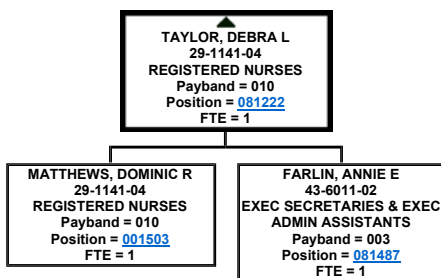 TAYLOR, DEBRA L
29-1141-04
REGISTERED NURSES
Payband = 010
Position = 081222
FTE = 1
MATTHEWS, DOMINIC R
29-1141-04
REGISTERED NURSES
Payband = 010
Position = 001503
FTE = 1
FARLIN, ANNIE E
43-6011-02
EXEC SECRETARIES & EXEC
ADMIN ASSISTANTS
Payband = 003
Position = 081487
FTE = 1